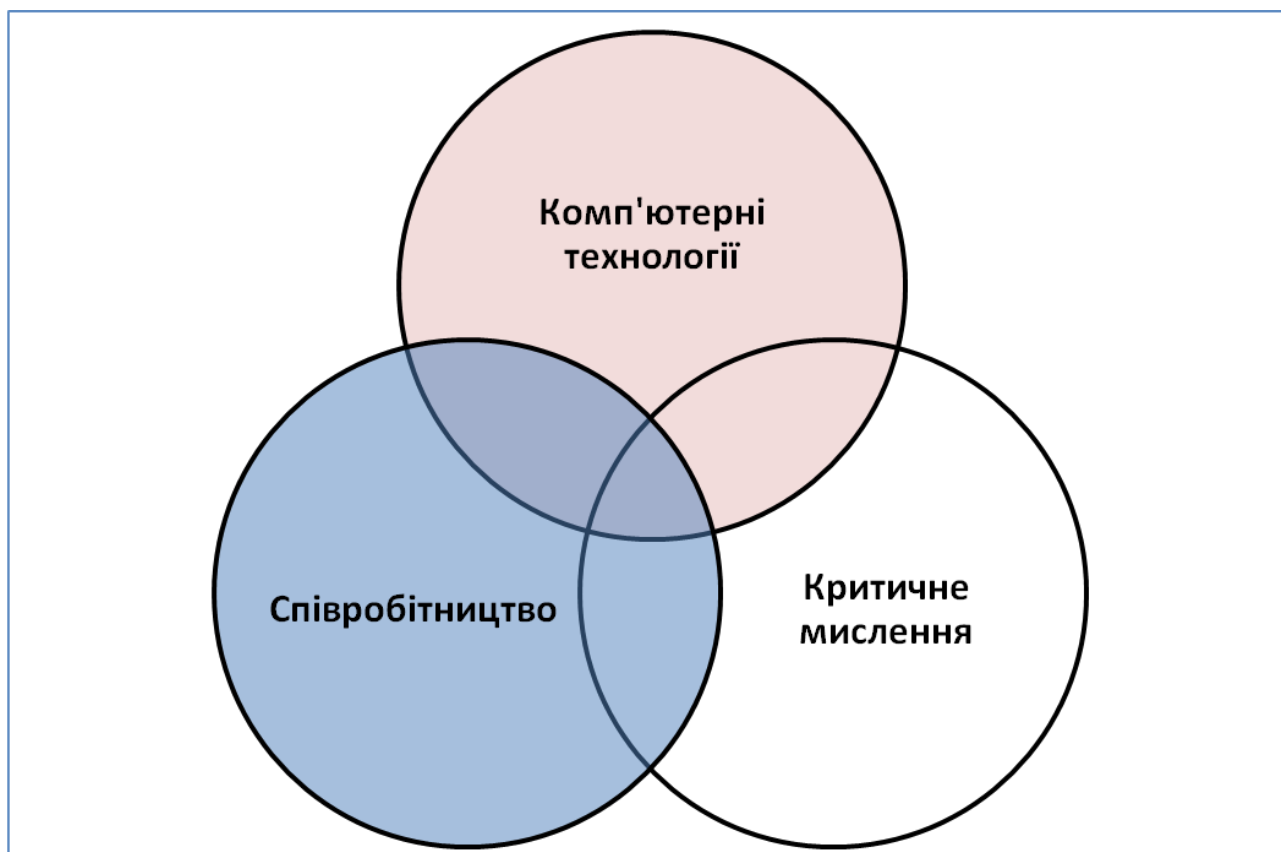 Комп'ютерні
технології
Співробітництво
Критичне
мислення